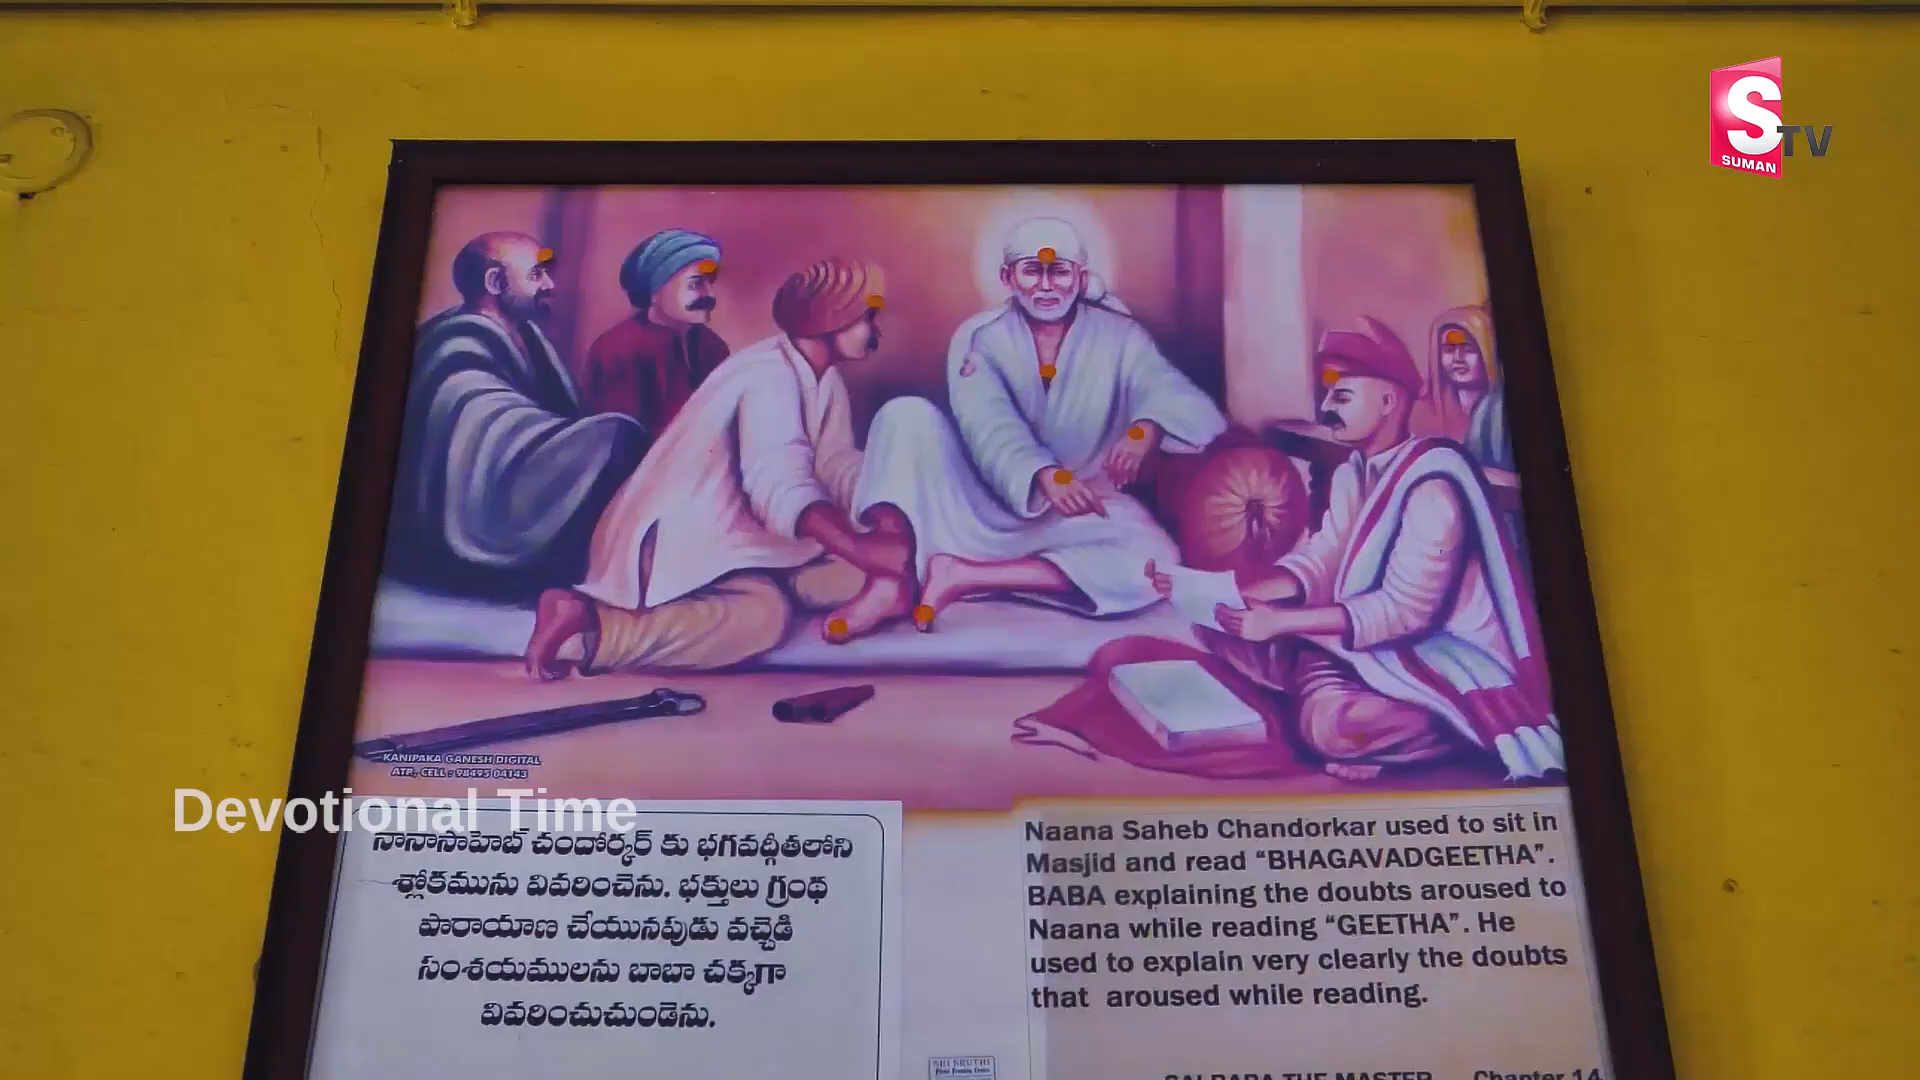 S TV
SUMAN
KANIPAKA GANESH DIGITAL
ATP., CELL : 98495 04143
Devotional Time
నానాసాహెబ్ చందోర్కర్ కు భగవద్గీతలోని
శ్లోకమును వివరించెను. భక్తులు గ్రంథ
పారాయాణ చేయునపుడు వచ్చెడి
సంశయములను బాబా చక్కగా
వివరించుచుండెను.
Naana Saheb Chandorkar used to sit in
Masjid and read “BHAGAVADGEETHA”.
BABA explaining the doubts aroused to
Naana while reading “GEETHA”. He
used to explain very clearly the doubts
that aroused while reading.
SRI SRUTHI
SAI BABA THE MASTER Chapter 14